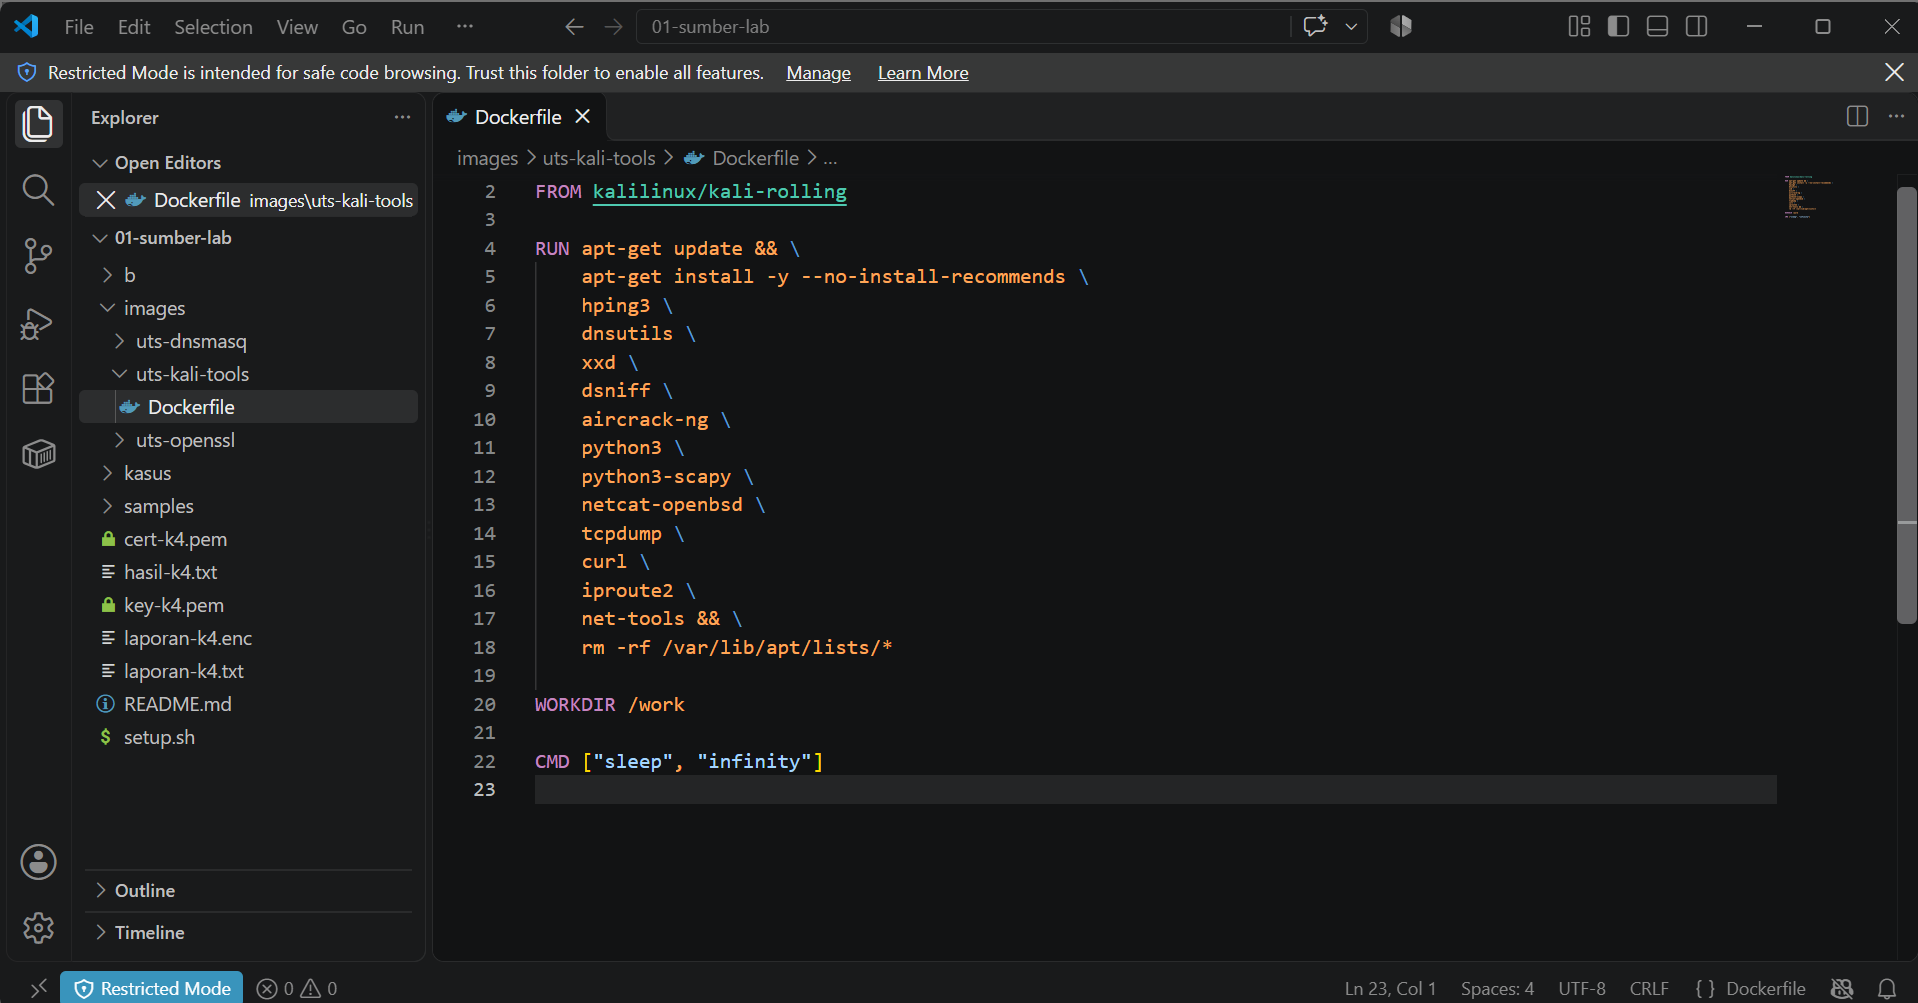 File Edit Selection View Go Run ···
01-sumber-lab
Restricted Mode is intended for safe code browsing. Trust this folder to enable all features. Manage Learn More
Explorer
Open Editors
Dockerfile images\uts-kali-tools
01-sumber-lab
b
images
uts-dnsmasq
uts-kali-tools
Dockerfile
uts-openssl
kasus
samples
cert-k4.pem
hasil-k4.txt
key-k4.pem
laporan-k4.enc
laporan-k4.txt
README.md
setup.sh
Outline
Timeline
Dockerfile
images > uts-kali-tools > Dockerfile > ...
2 FROM kalilinux/kali-rolling
3
4 RUN apt-get update && \
5 apt-get install -y --no-install-recommends \
6 hping3 \
7 dnsutils \
8 xxd \
9 dsniff \
10 aircrack-ng \
11 python3 \
12 python3-scapy \
13 netcat-openbsd \
14 tcpdump \
15 curl \
16 iproute2 \
17 net-tools && \
18 rm -rf /var/lib/apt/lists/*
19
20 WORKDIR /work
21
22 CMD ["sleep", "infinity"]
23
Restricted Mode 0 0 Ln 23, Col 1 Spaces: 4 UTF-8 CRLF { } Dockerfile